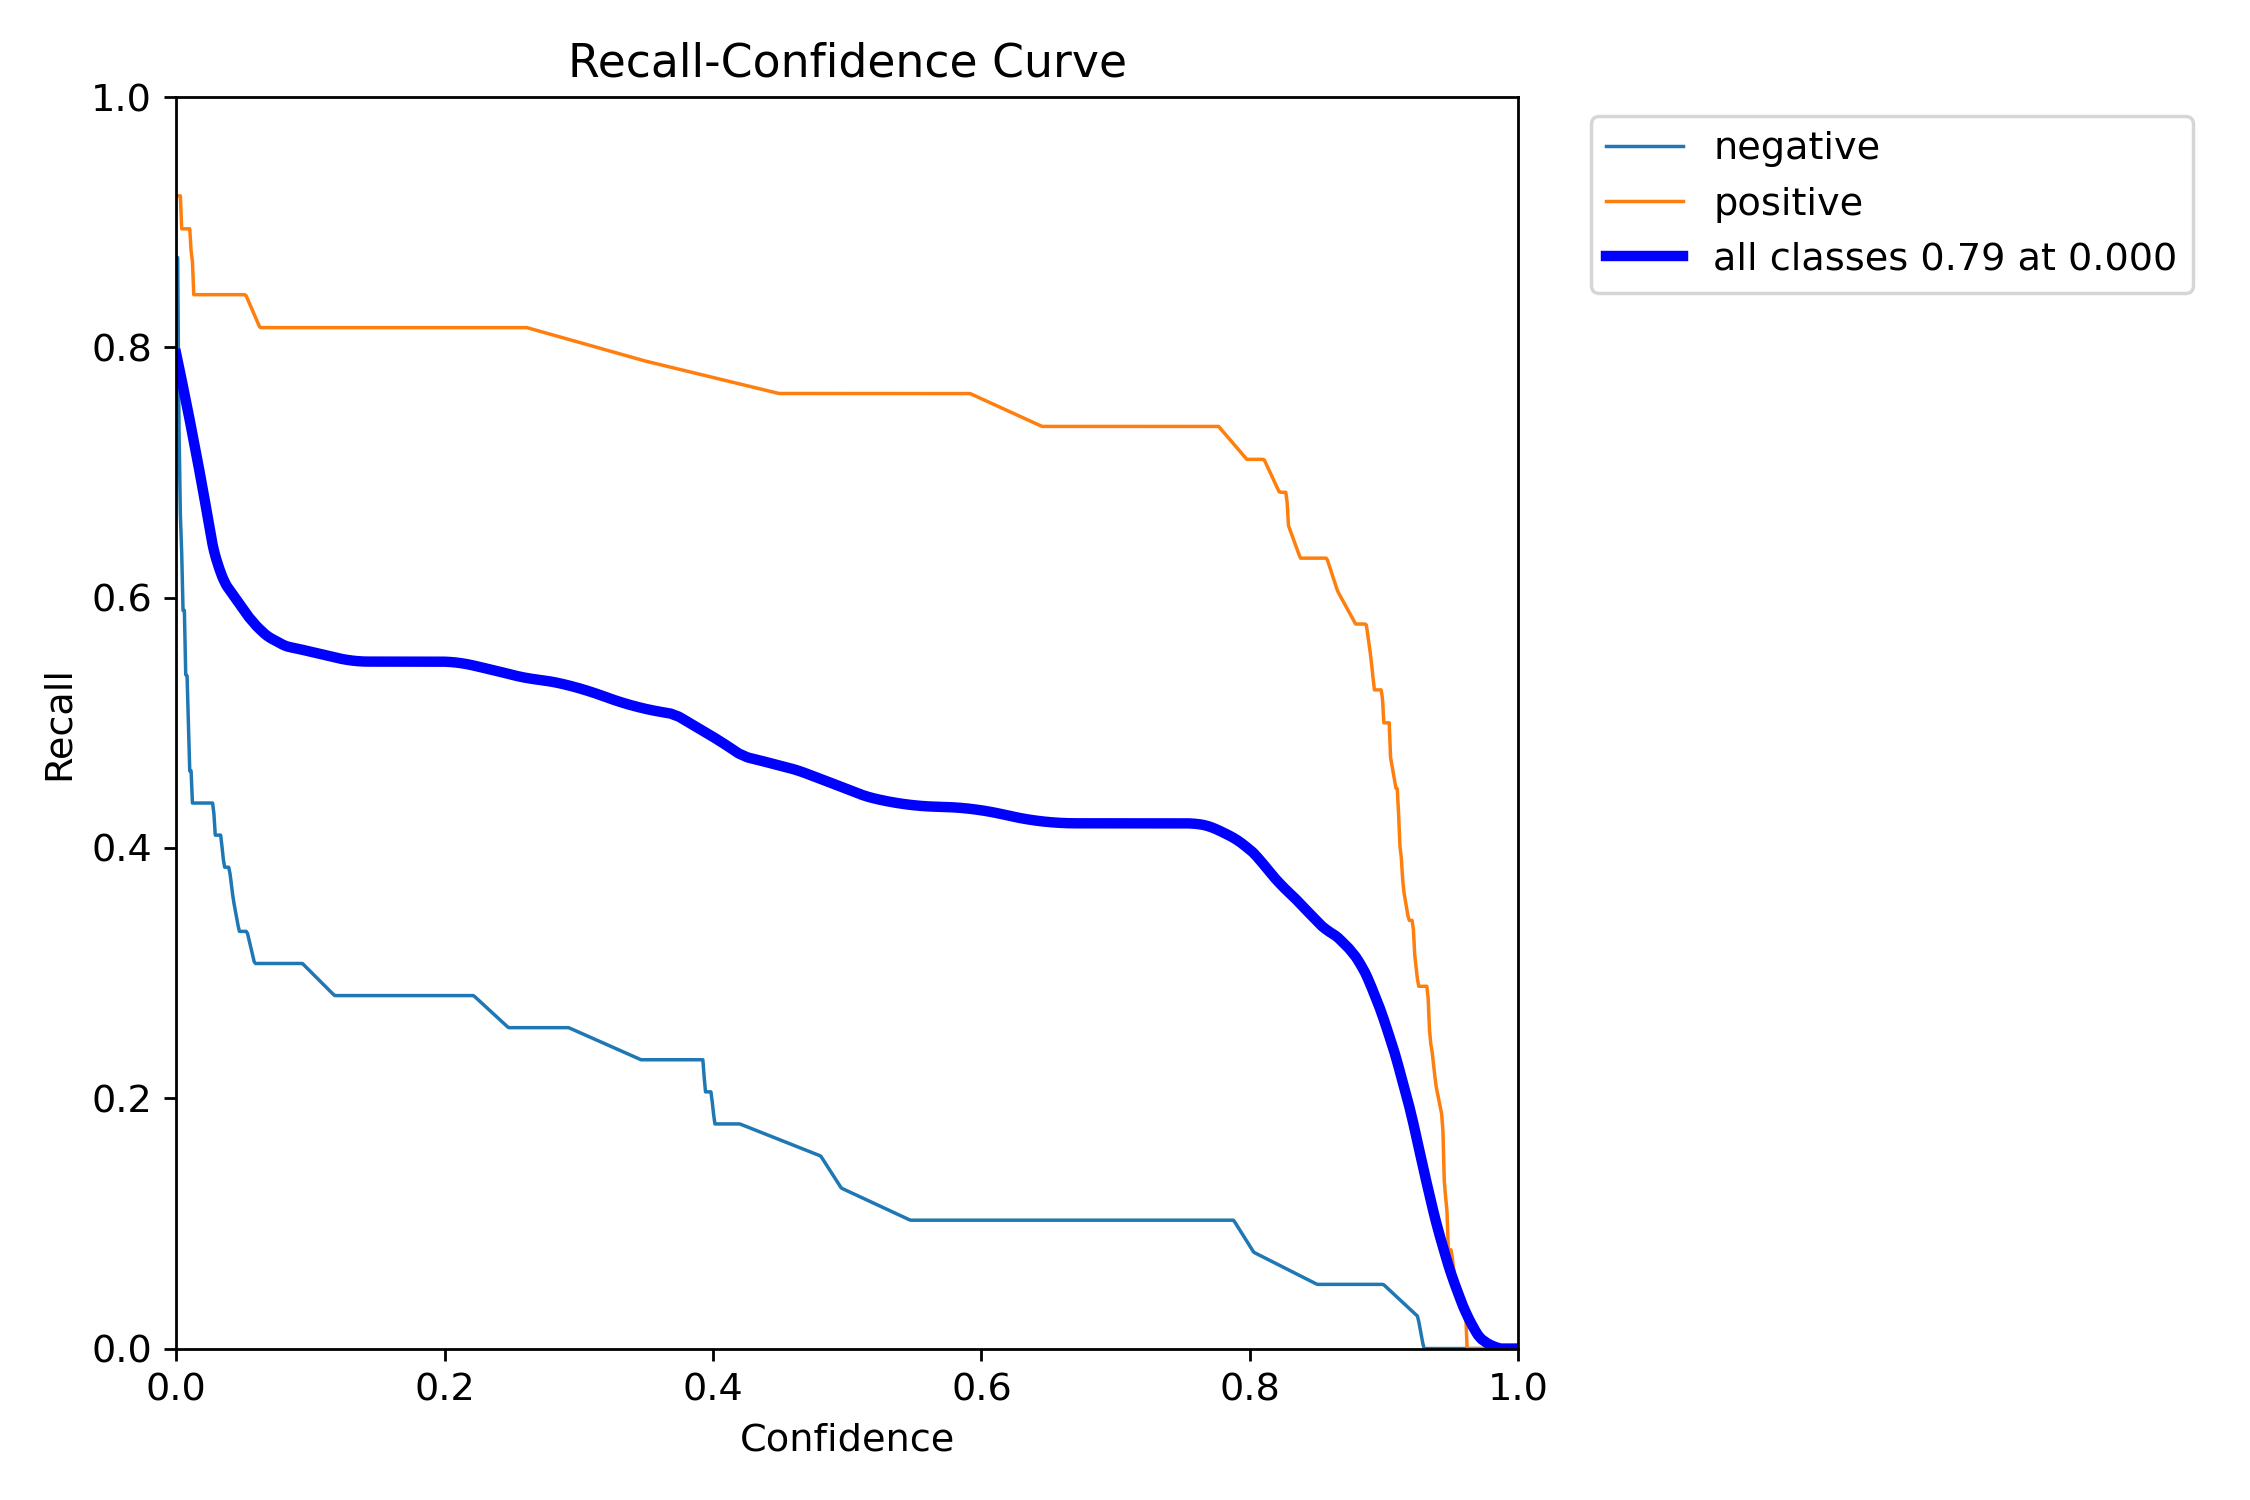 Recall-Confidence Curve
1.0
0.8
0.6
0.4
0.2
0.0
Recall
0.0 0.2 0.4 0.6 0.8 1.0
Confidence
negative
positive
all classes 0.79 at 0.000